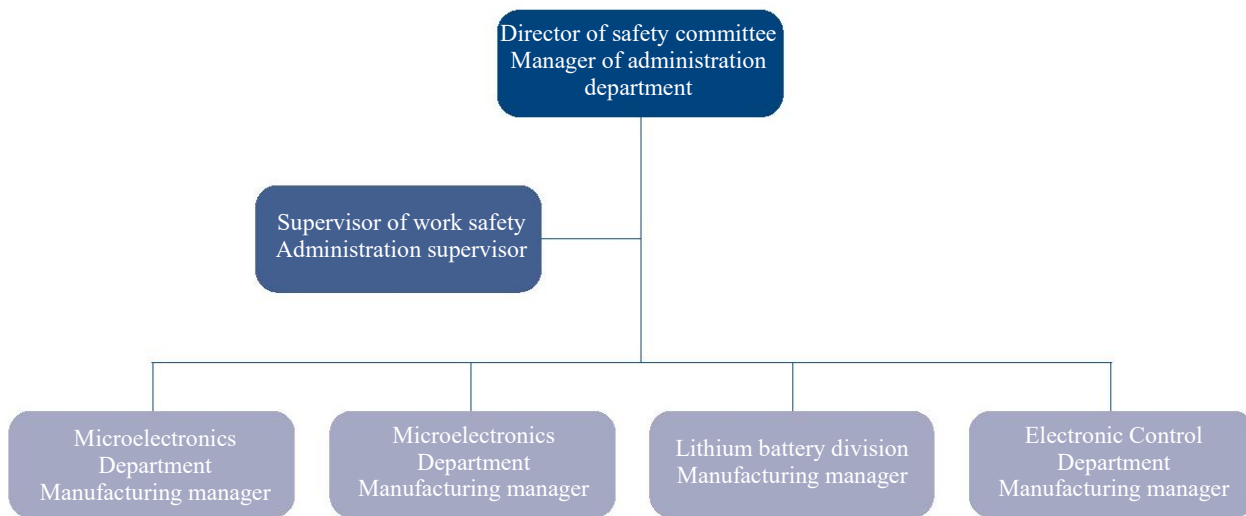 Director of safety committee
Manager of administration
department
Supervisor of work safety
Administration supervisor
Microelectronics
Department
Manufacturing manager
Microelectronics
Department
Manufacturing manager
Lithium battery division
Manufacturing manager
Electronic Control
Department
Manufacturing manager